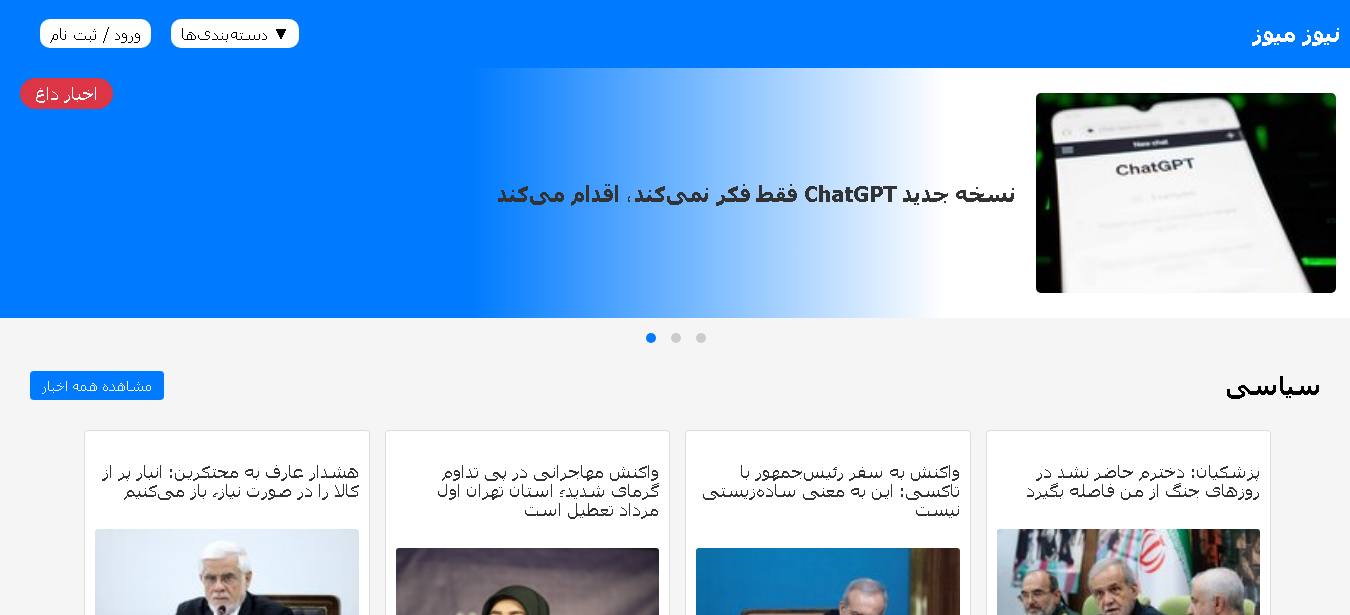 نیوز میوز
▼ دسته‌بندی‌ها
ورود / ثبت نام
اخبار داغ
New chat
ChatGPT
نسخه جدید ChatGPT فقط فکر نمی‌کند، اقدام می‌کند
سیاسی
مشاهده همه اخبار
پزشکیان: دخترم حاضر نشد در
روزهای جنگ از من فاصله بگیرد
واکنش به سفر رئیس‌جمهور با
تاکسی: این به معنی ساده‌زیستی
نیست
واکنش مهاجرانی در پی تداوم
گرمای شدید؛ استان تهران اول
مرداد تعطیل است
هشدار عارف به محتکرین: انبار پر از
کالا را در صورت نیاز، باز می‌کنیم